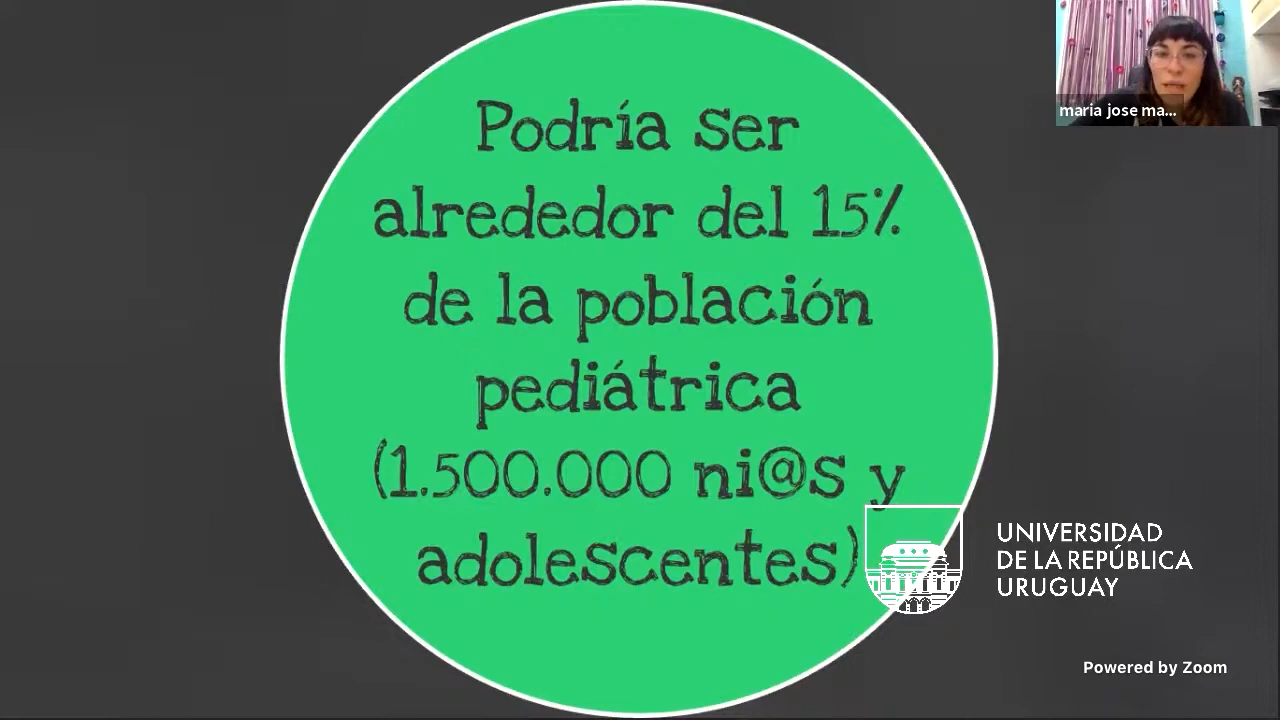 Podría ser
alrededor del 15%
de la población
pediátrica
(1.500.000 ni@s y
adolescentes)
maria jose ma...
UNIVERSIDAD
DE LA REPÚBLICA
URUGUAY
Powered by Zoom